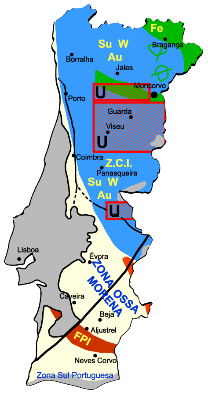 Fe
Su W
Au
Bragança
Borralha
Jales
Moncorvo
U
Porto
Guarda
Viseu
U
Coimbra
Z.C.I.
Panasqueira
Su W
Au
U
Lisboa
Évora
ZONA OSSA
MORENA
Caveira
Beja
Aljustrel
FPI
Neves Corvo
Zona Sul Portuguesa